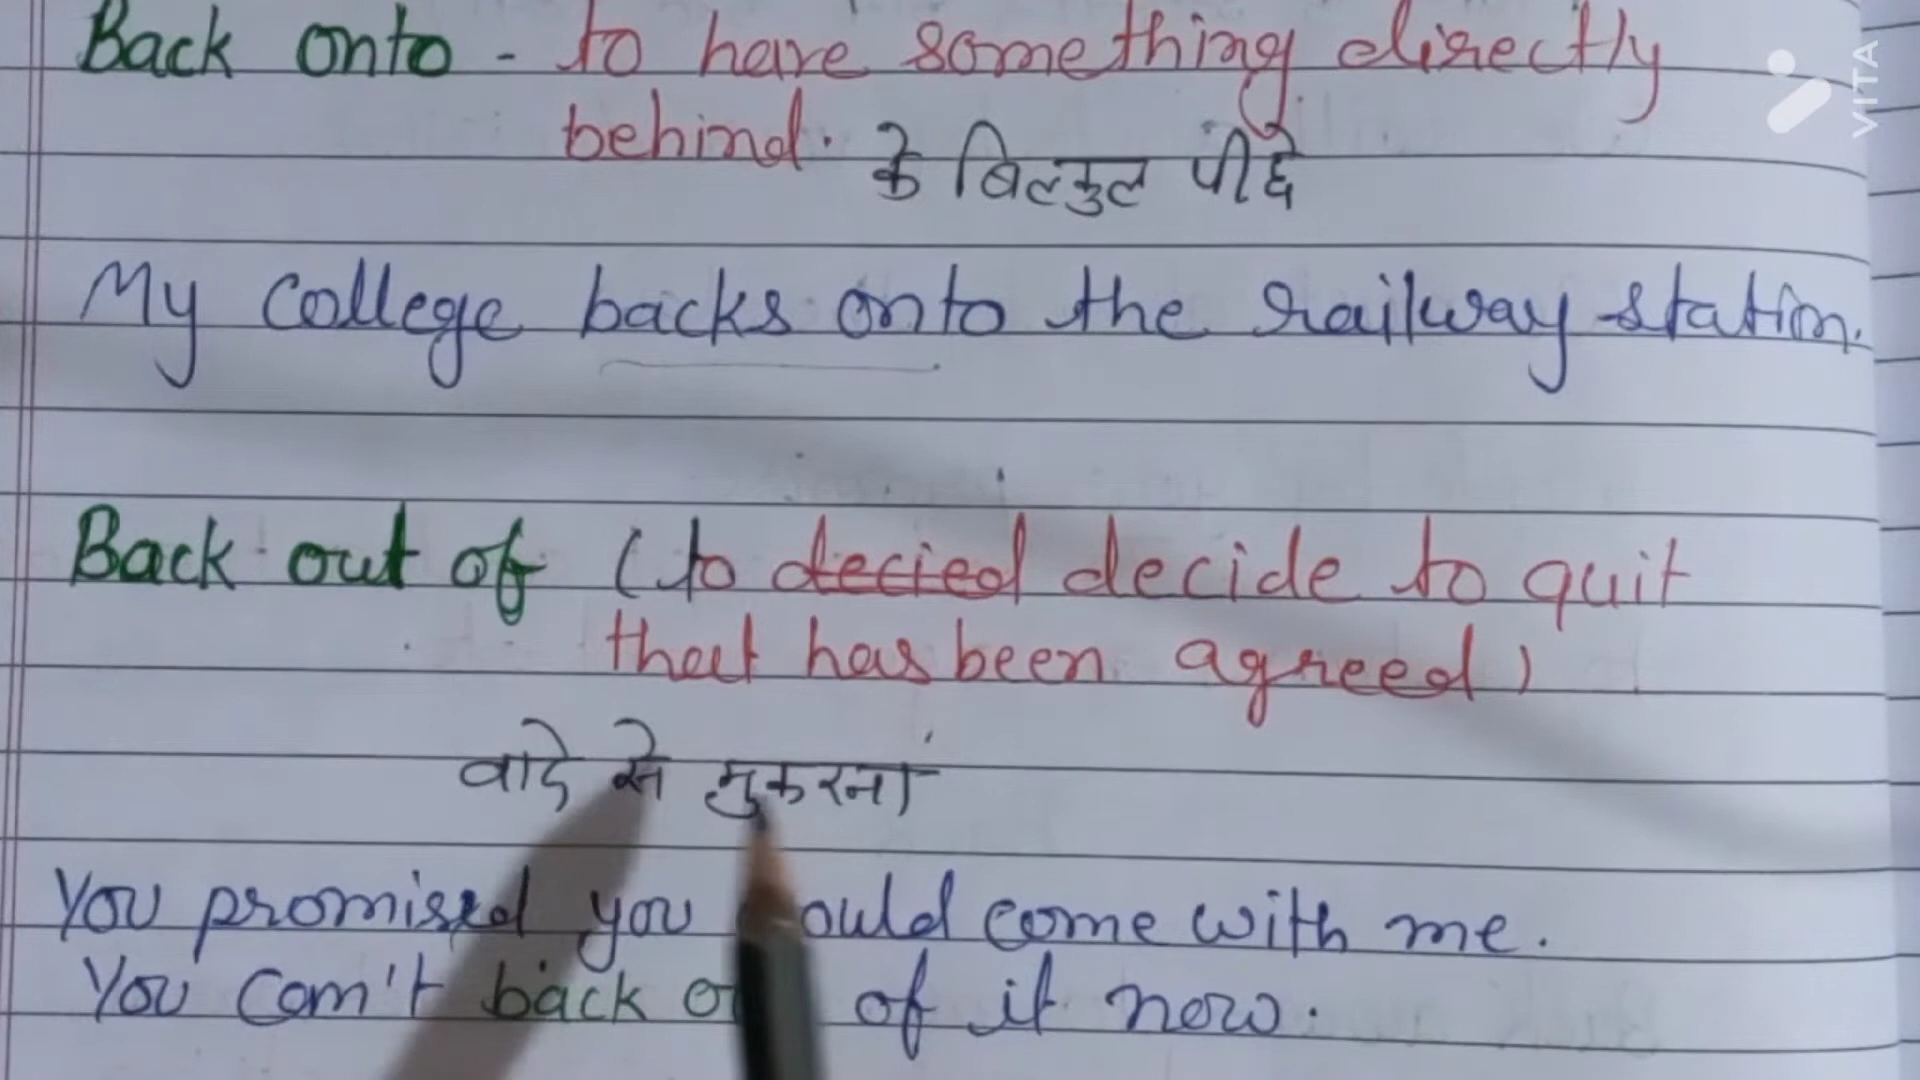 Back onto - to have something directly
behind. के बिल्कुल पीछे
My college backs onto the railway station.
Back out of (to decied decide to quit
that has been agreed)
वादे से मुकरना
You promised you would come with me.
You can't back of it now.
VITA